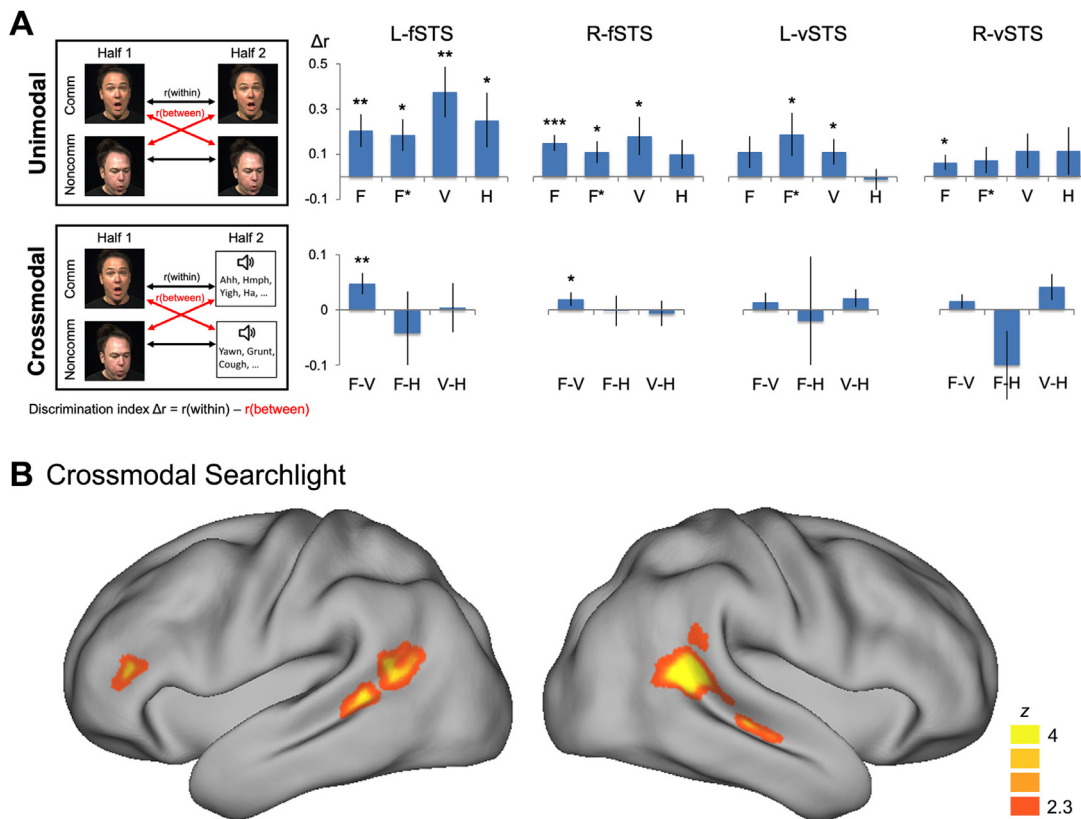 A
Unimodal
Half 1 Half 2
Comm
Noncomm
r(within)
r(between)
Δr
L-fSTS R-fSTS L-vSTS R-vSTS
0.5
0.3
0.1
-0.1
** * ** *
*** * *
* *
*
F F* V H F F* V H F F* V H F F* V H
Crossmodal
Half 1 Half 2
Comm
Noncomm
r(within)
r(between)
Ahh, Hmph,
Yigh, Ha, ...
Yawn, Grunt,
Cough, ...
0.1
0
-0.1
**
*
F-V F-H V-H F-V F-H V-H F-V F-H V-H F-V F-H V-H
Discrimination index Δr = r(within) – r(between)
B Crossmodal Searchlight
z
4
2.3